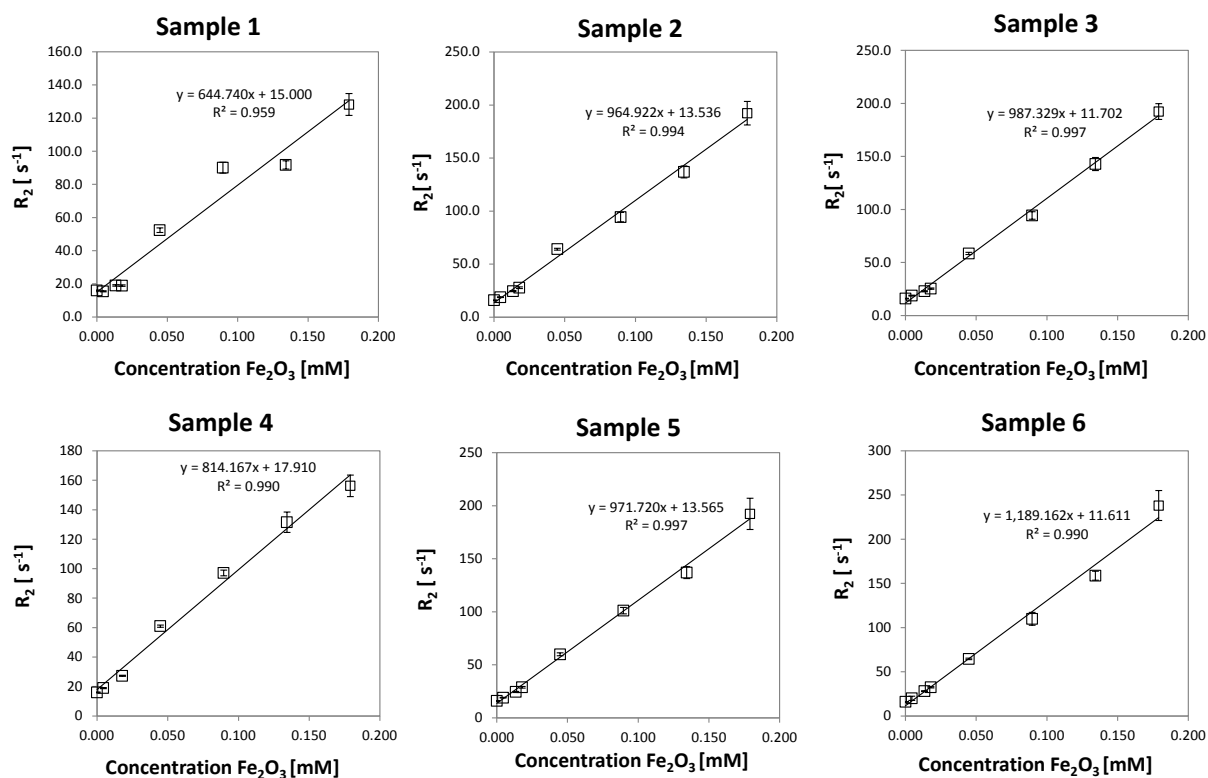 Sample 1
160.0
140.0
120.0
100.0
80.0
60.0
40.0
20.0
0.0
R₂ [ s⁻¹]
y = 644.740x + 15.000
R² = 0.959
0.000 0.050 0.100 0.150 0.200
Concentration Fe₂O₃ [mM]
Sample 2
250.0
200.0
150.0
100.0
50.0
0.0
R₂[ s⁻¹]
y = 964.922x + 13.536
R² = 0.994
0.000 0.050 0.100 0.150 0.200
Concentration Fe₂O₃ [mM]
Sample 3
250.0
200.0
150.0
100.0
50.0
0.0
R₂ [ s⁻¹]
y = 987.329x + 11.702
R² = 0.997
0.000 0.050 0.100 0.150 0.200
Concentration Fe₂O₃ [mM]
Sample 4
180
160
140
120
100
80
60
40
20
0
R₂ [ s⁻¹]
y = 814.167x + 17.910
R² = 0.990
0.000 0.050 0.100 0.150 0.200
Concentration Fe₂O₃ [mM]
Sample 5
250
200
150
100
50
0
R₂ [ s⁻¹]
y = 971.720x + 13.565
R² = 0.997
0.000 0.050 0.100 0.150 0.200
Concentration Fe₂O₃ [mM]
Sample 6
300
250
200
150
100
50
0
R₂ [ s⁻¹]
y = 1,189.162x + 11.611
R² = 0.990
0.000 0.050 0.100 0.150 0.200
Concentration Fe₂O₃ [mM]